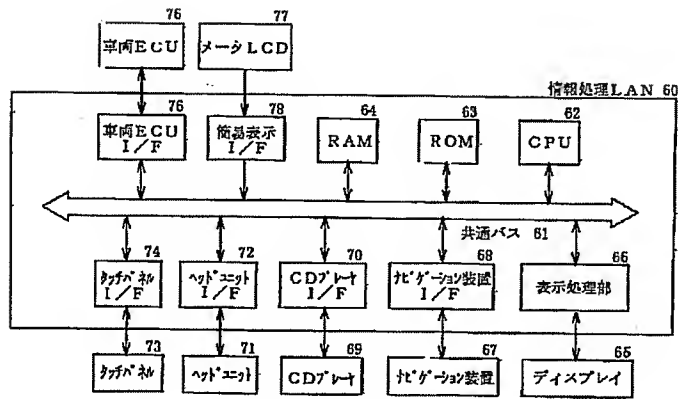 76
77
車両ECU
メータLCD
情報処理LAN 60
76
78
64
63
62
車両ECU
I/F
簡易表示
I/F
RAM
ROM
CPU
共通バス 61
74
72
70
68
66
タッチパネル
I/F
ヘッドユニット
I/F
CDプレーヤ
I/F
ナビゲーション装置
I/F
表示処理部
73
71
69
67
65
タッチパネル
ヘッドユニット
CDプレーヤ
ナビゲーション装置
ディスプレイ